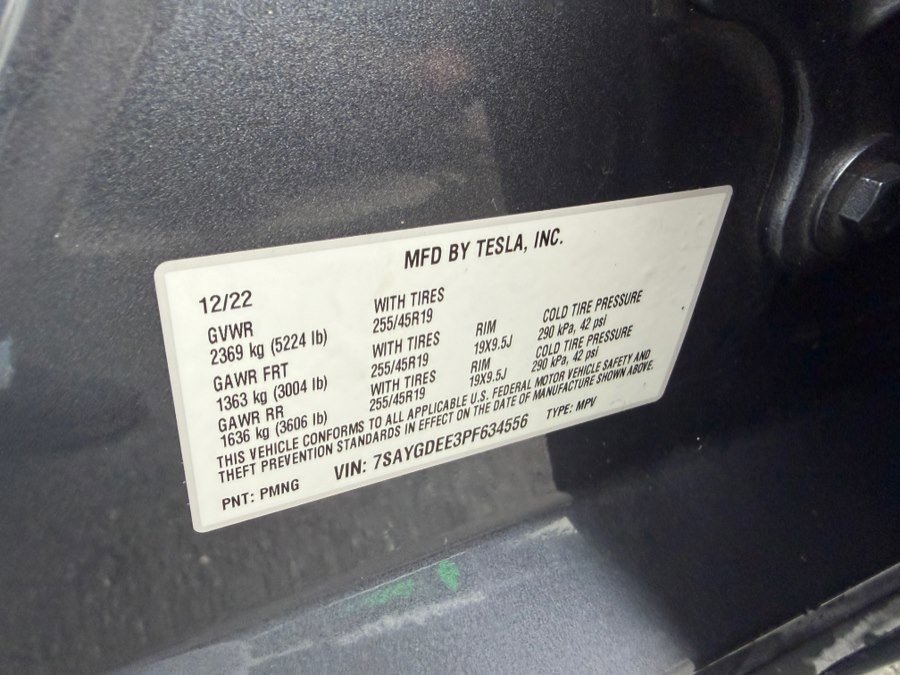 MFD BY TESLA, INC.
12/22
GVWR
2369 kg (5224 lb)
WITH TIRES
255/45R19
GAWR FRT
1363 kg (3004 lb)
WITH TIRES
255/45R19
RIM
19X9.5J
COLD TIRE PRESSURE
290 kPa, 42 psi
GAWR RR
1636 kg (3606 lb)
WITH TIRES
255/45R19
RIM
19X9.5J
COLD TIRE PRESSURE
290 kPa, 42 psi
THIS VEHICLE CONFORMS TO ALL APPLICABLE U.S. FEDERAL MOTOR VEHICLE SAFETY AND
THEFT PREVENTION STANDARDS IN EFFECT ON THE DATE OF MANUFACTURE SHOWN ABOVE.
PNT: PMNG
VIN: 7SAYGDEE3PF634556
TYPE: MPV